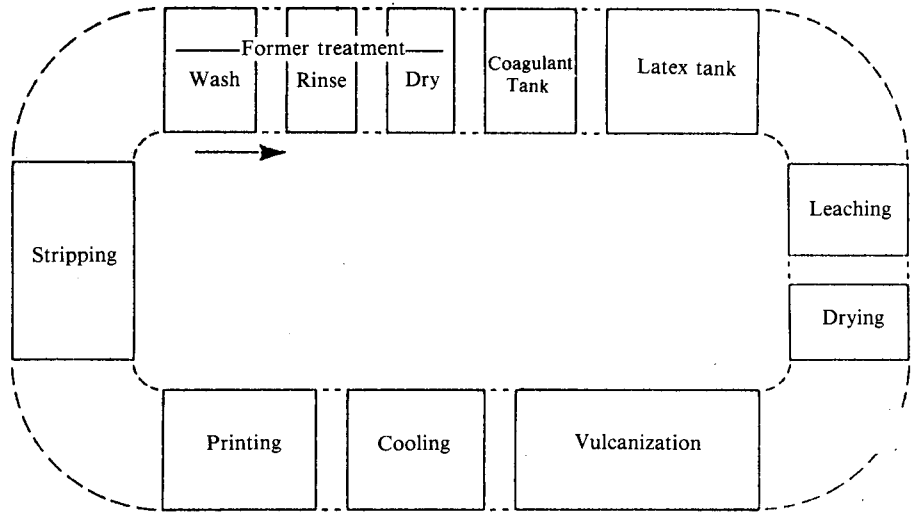 Former treatment
Wash
Rinse
Dry
Coagulant
Tank
Latex tank
Leaching
Drying
Stripping
Printing
Cooling
Vulcanization